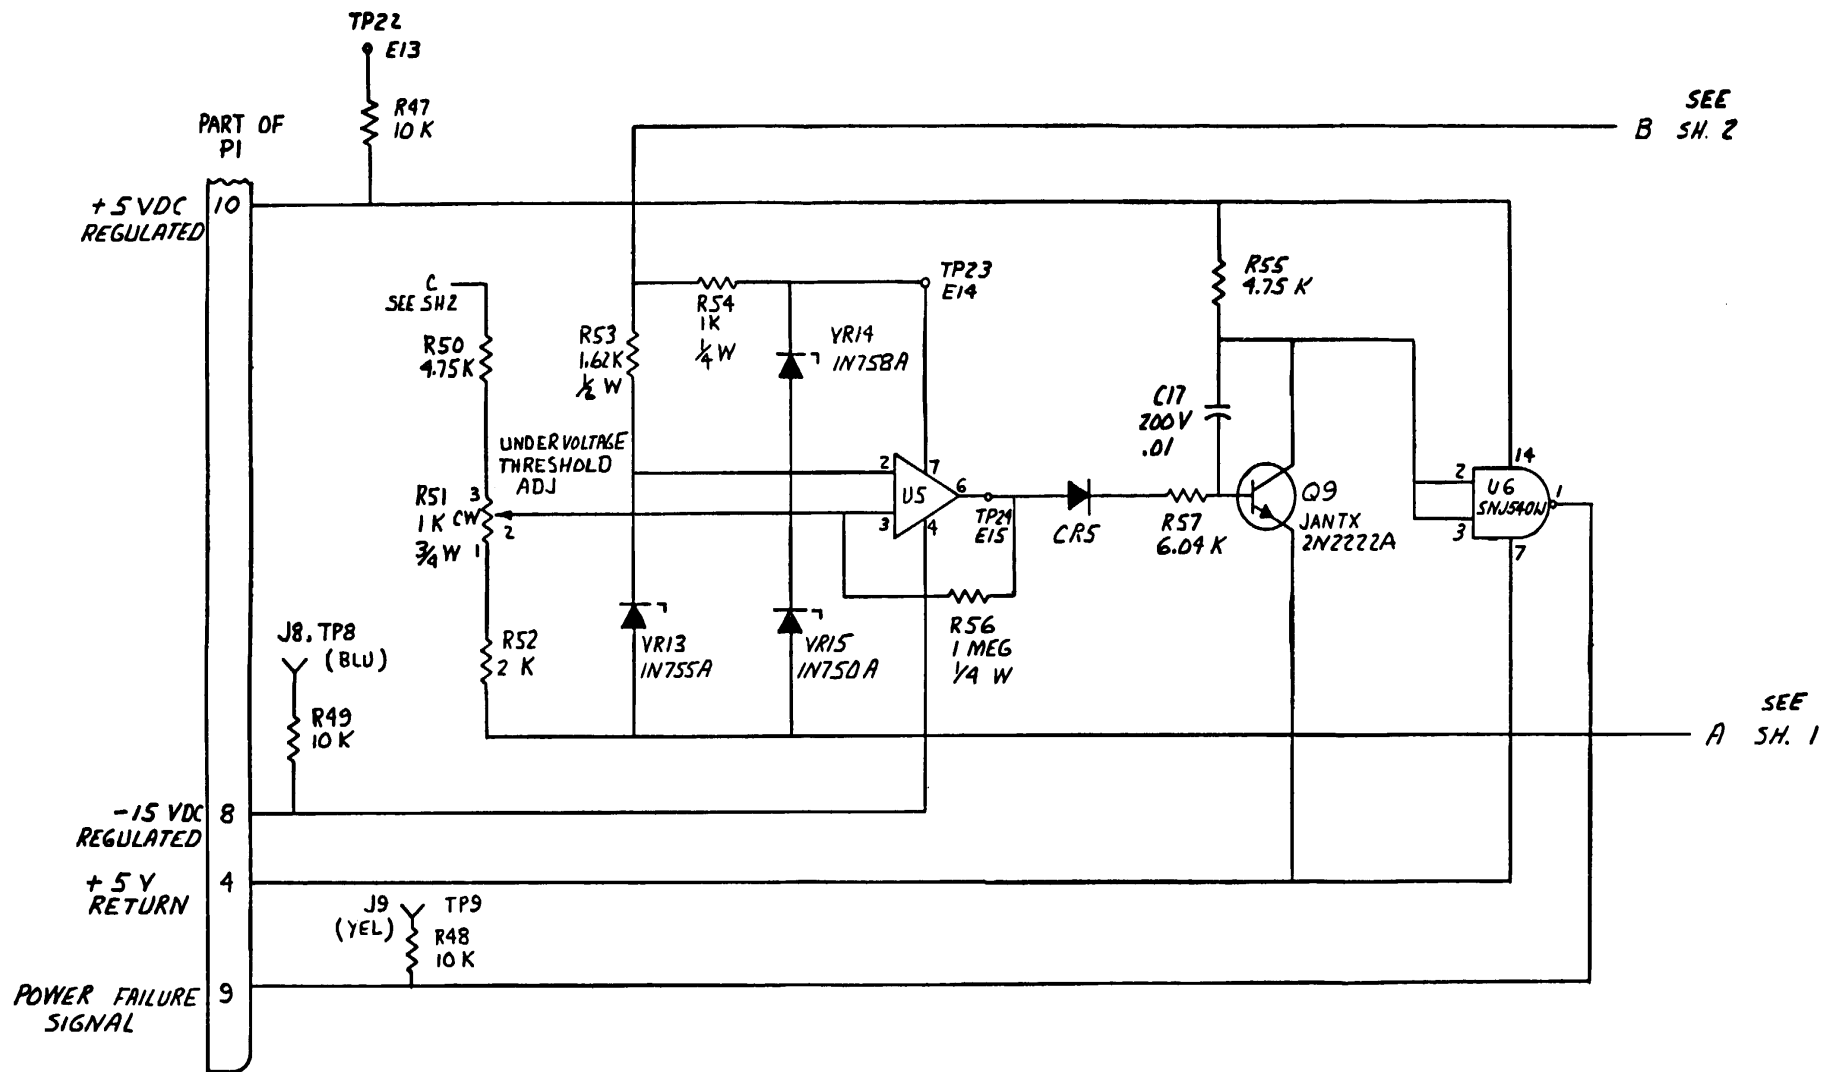 TP22
E13
R47
10 K
PART OF
P1
SEE
B SH. 2
+5 VDC
REGULATED
10
C
SEE SH2
R50
4.75K
R53
1.62K
½ W
R54
1K
¼ W
TP23
E14
VR14
1N758A
R55
4.75 K
C17
200V
.01
UNDERVOLTAGE
THRESHOLD
ADJ
R51
1K CW
¾ W
3
2
1
2
7
U5
6
3
4
TP24
E15
CR5
R57
6.04 K
Q9
JANTX
2N2222A
14
2
U6
SNJ5401W
1
3
7
R56
1 MEG
¼ W
R52
2 K
VR13
1N755A
VR15
1N750A
J8, TP8
(BLU)
R49
10 K
SEE
A SH. 1
-15 VDC
REGULATED
8
+5 V
RETURN
4
J9 TP9
(YEL)
R48
10 K
POWER FAILURE
SIGNAL
9